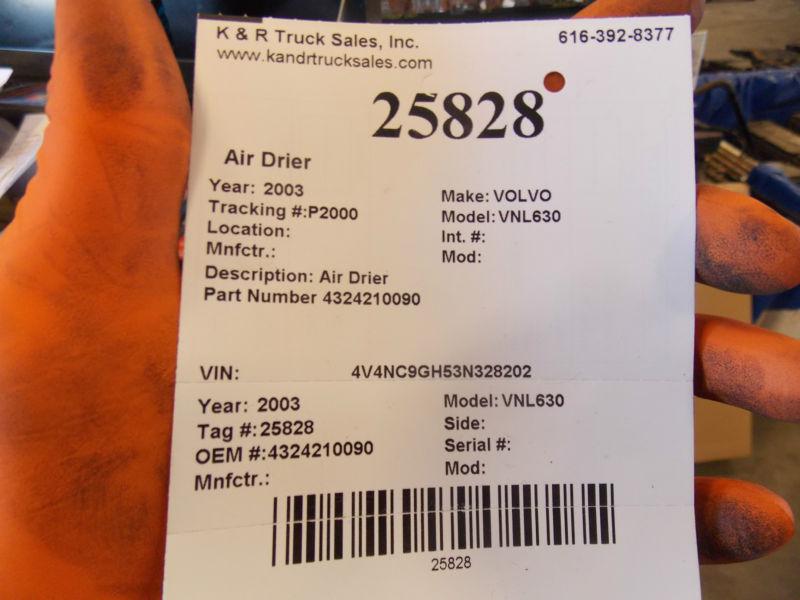 K & R Truck Sales, Inc. 616-392-8377
www.kandrtrucksales.com
25828
Air Drier
Year: 2003 Make: VOLVO
Tracking #:P2000 Model: VNL630
Location: Int. #:
Mnfctr.: Mod:
Description: Air Drier
Part Number 4324210090
VIN: 4V4NC9GH53N328202
Year: 2003 Model: VNL630
Tag #:25828 Side:
OEM #:4324210090 Serial #:
Mnfctr.: Mod:
25828